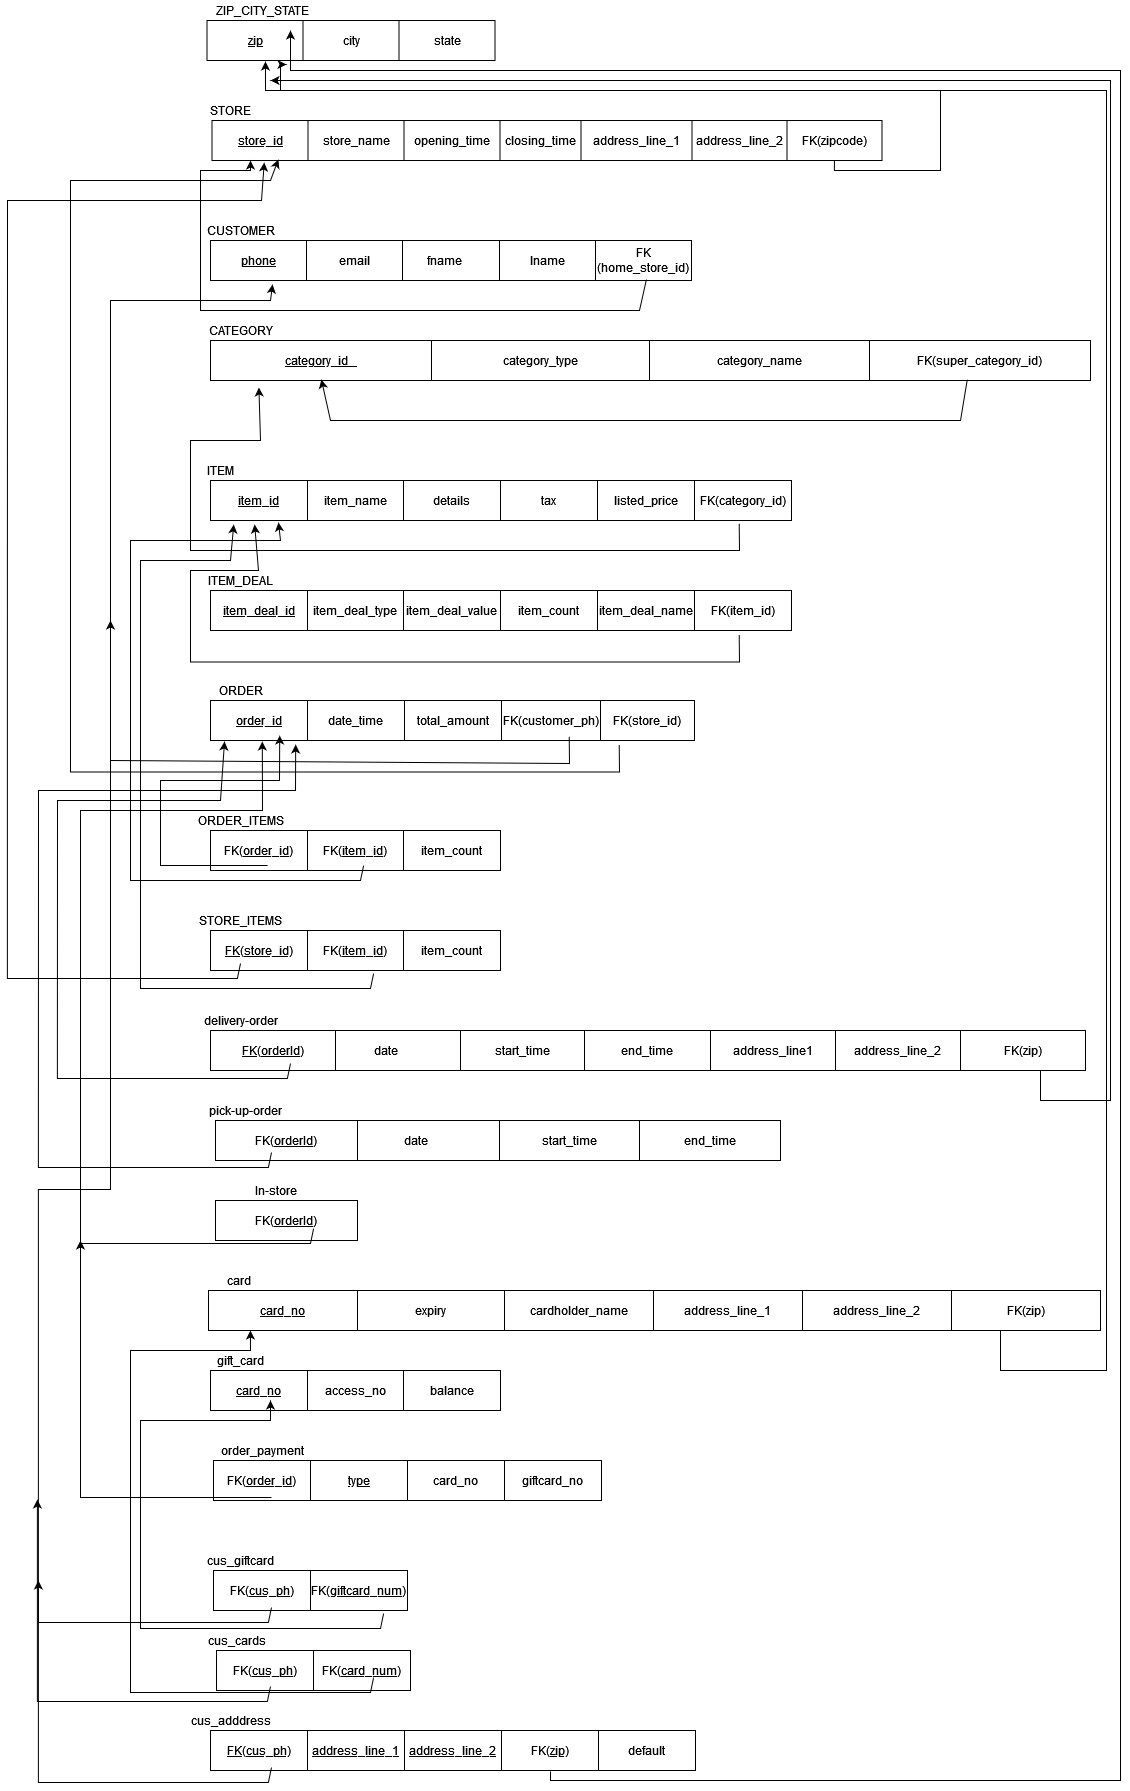 ZIP_CITY_STATE
zip city state
STORE
store_id store_name opening_time closing_time address_line_1 address_line_2 FK(zipcode)
CUSTOMER
phone email fname lname FK
(home_store_id)
CATEGORY
category_id category_type category_name FK(super_category_id)
ITEM
item_id item_name details tax listed_price FK(category_id)
ITEM_DEAL
item_deal_id item_deal_type item_deal_value item_count item_deal_name FK(item_id)
ORDER
order_id date_time total_amount FK(customer_ph) FK(store_id)
ORDER_ITEMS
FK(order_id) FK(item_id) item_count
STORE_ITEMS
FK(store_id) FK(item_id) item_count
delivery-order
FK(orderId) date start_time end_time address_line1 address_line_2 FK(zip)
pick-up-order
FK(orderId) date start_time end_time
In-store
FK(orderId)
card
card_no expiry cardholder_name address_line_1 address_line_2 FK(zip)
gift_card
card_no access_no balance
order_payment
FK(order_id) type card_no giftcard_no
cus_giftcard
FK(cus_ph) FK(giftcard_num)
cus_cards
FK(cus_ph) FK(card_num)
cus_adddress
FK(cus_ph) address_line_1 address_line_2 FK(zip) default